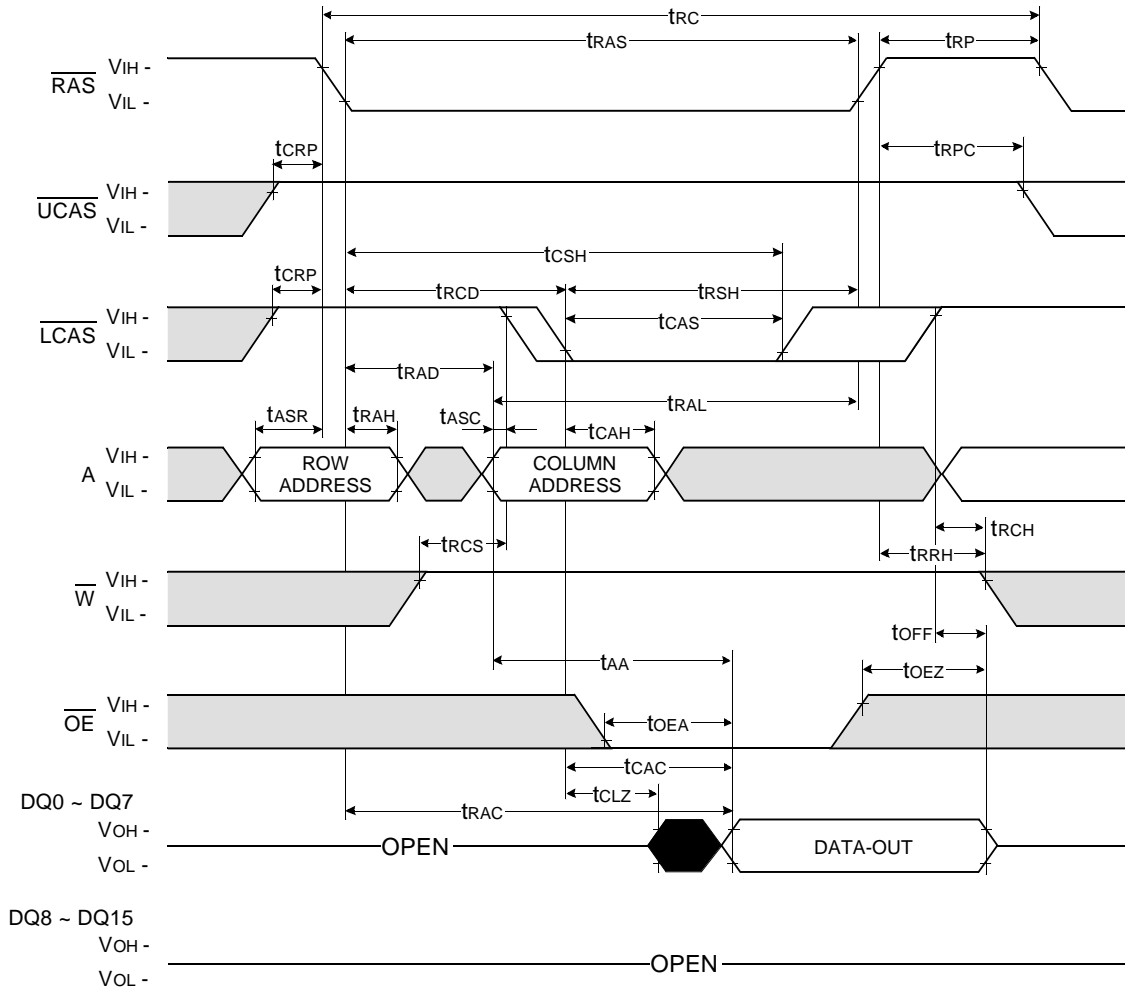 tRC
tRAS
tRP
RAS
VIH -
VIL -
tCRP
tRPC
UCAS
VIH -
VIL -
tCSH
tCRP
tRCD
tRSH
LCAS
VIH -
VIL -
tCAS
tRAD
tRAL
tASR
tRAH
tASC
tCAH
A
VIH -
VIL -
ROW
ADDRESS
COLUMN
ADDRESS
tRCH
tRCS
tRRH
W
VIH -
VIL -
tOFF
tAA
tOEZ
OE
VIH -
VIL -
tOEA
tCAC
tCLZ
DQ0 ~ DQ7
tRAC
VOH -
VOL -
OPEN
DATA-OUT
DQ8 ~ DQ15
VOH -
VOL -
OPEN